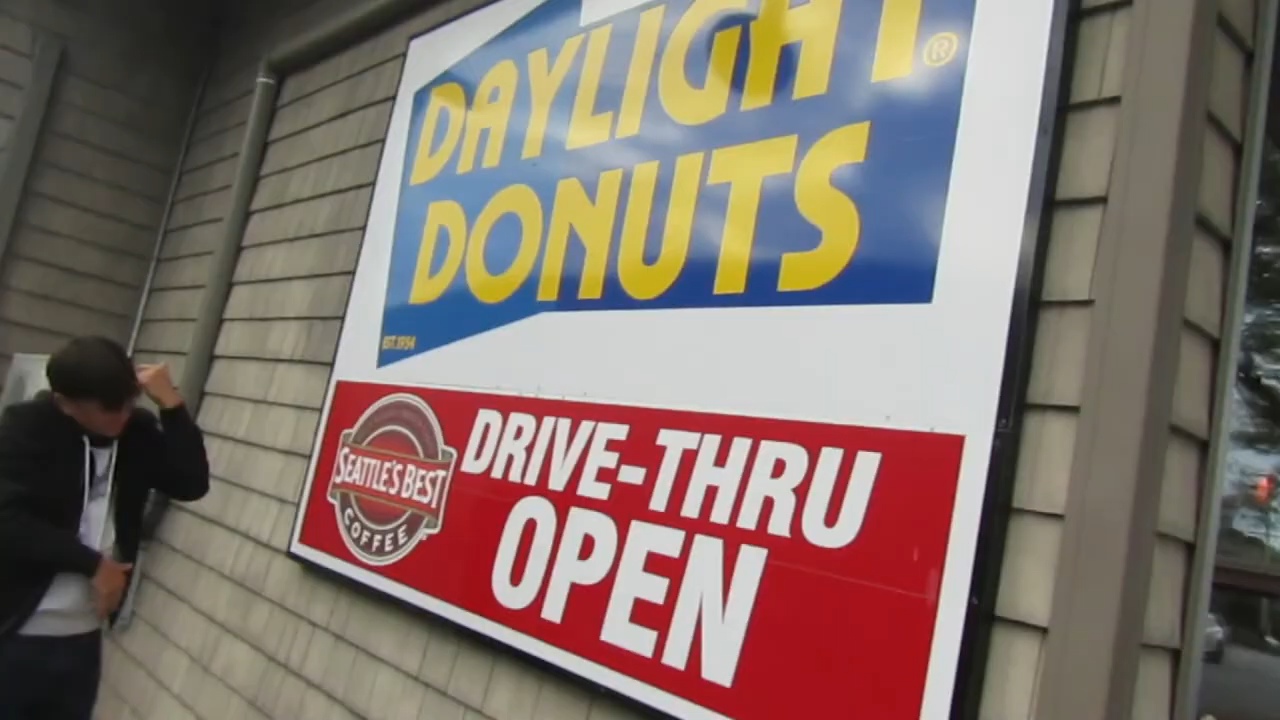 DAYLIGHT®
DONUTS
EST. 1954
SEATTLE'S BEST
COFFEE
DRIVE-THRU
OPEN